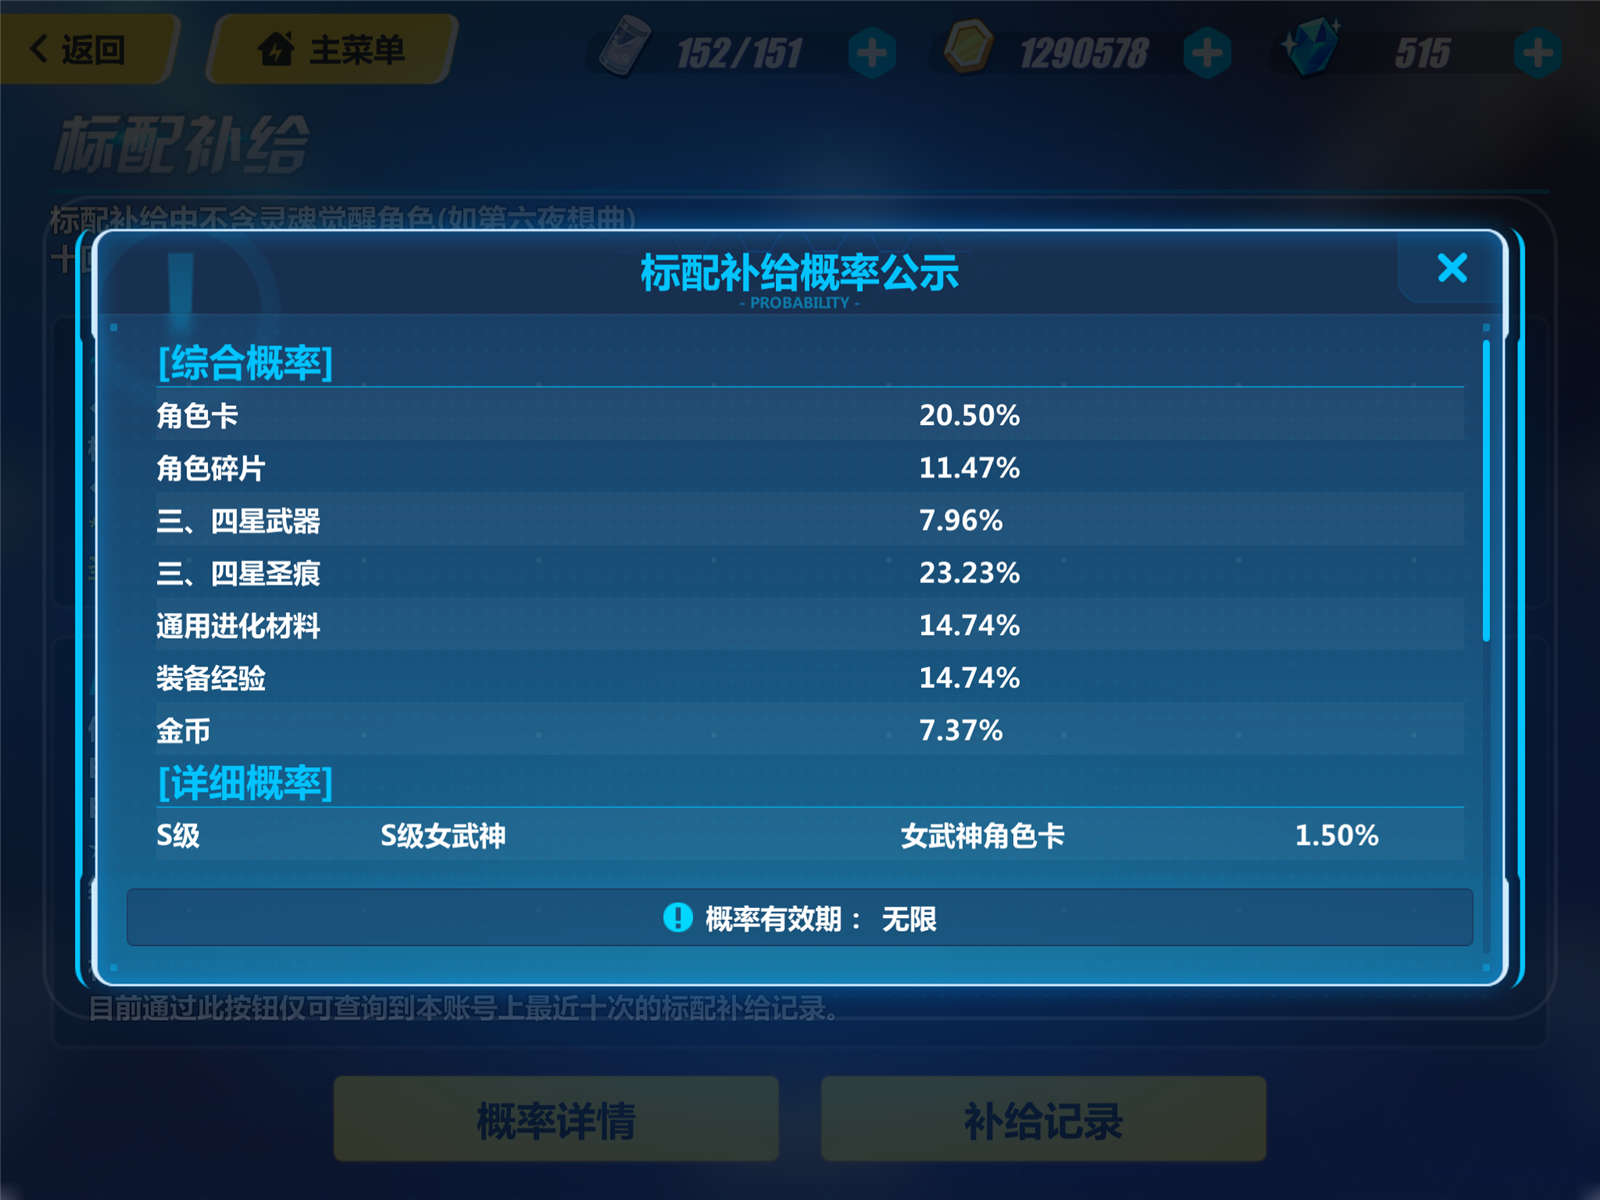 返回
主菜单
152/151
1290578
515
标配补给
标配补给中不含灵魂觉醒角色(如第六夜想曲)
标配补给概率公示
- PROBABILITY -
[综合概率]
角色卡 20.50%
角色碎片 11.47%
三、四星武器 7.96%
三、四星圣痕 23.23%
通用进化材料 14.74%
装备经验 14.74%
金币 7.37%
[详细概率]
S级 S级女武神 女武神角色卡 1.50%
概率有效期： 无限
目前通过此按钮仅可查询到本账号上最近十次的标配补给记录。
概率详情
补给记录